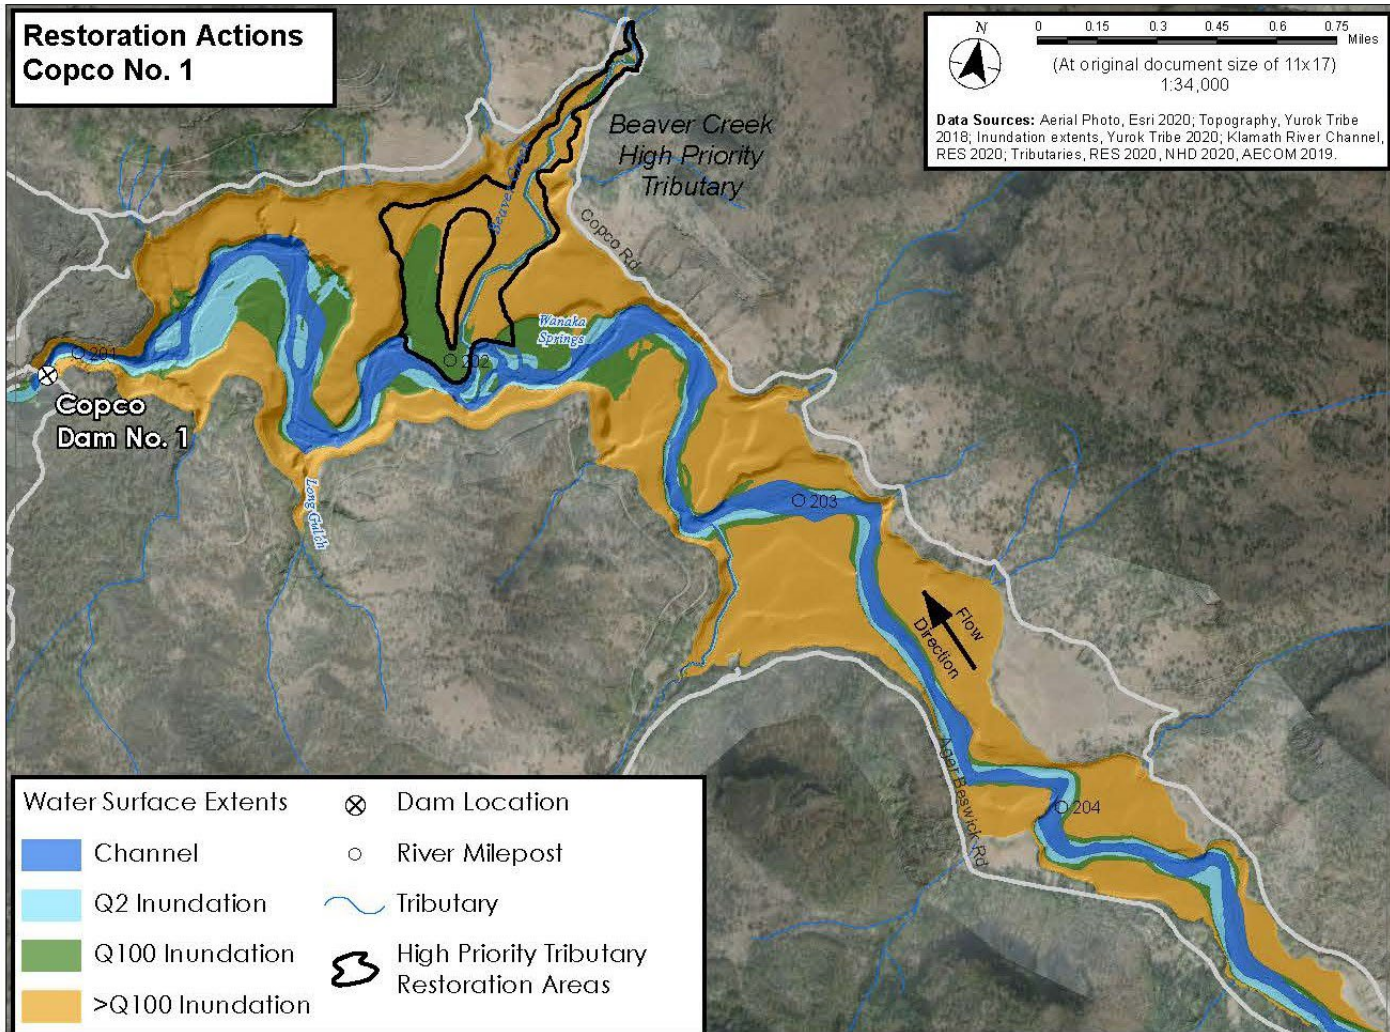 Restoration Actions
Copco No. 1
N
0 0.15 0.3 0.45 0.6 0.75
Miles
(At original document size of 11x17)
1:34,000
Data Sources: Aerial Photo, Esri 2020; Topography, Yurok Tribe
2018; Inundation extents, Yurok Tribe 2020; Klamath River Channel,
RES 2020; Tributaries, RES 2020, NHD 2020, AECOM 2019.
Beaver Creek
High Priority
Tributary
Beaver Creek
Copco Rd
Wanaka
Springs
201
202
Copco
Dam No. 1
Long Gulch
203
Flow
Direction
Ager Beswick Rd
204
Water Surface Extents
Channel
Q2 Inundation
Q100 Inundation
>Q100 Inundation
Dam Location
River Milepost
Tributary
High Priority Tributary
Restoration Areas